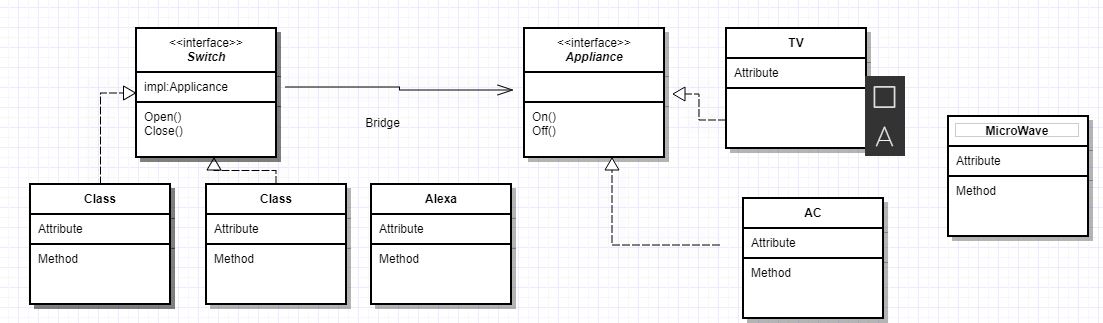 <<interface>>
Switch
impl:Applicance
Open()
Close()
Bridge
<<interface>>
Appliance
On()
Off()
TV
Attribute
A
MicroWave
Attribute
Method
Class
Attribute
Method
Class
Attribute
Method
Alexa
Attribute
Method
AC
Attribute
Method